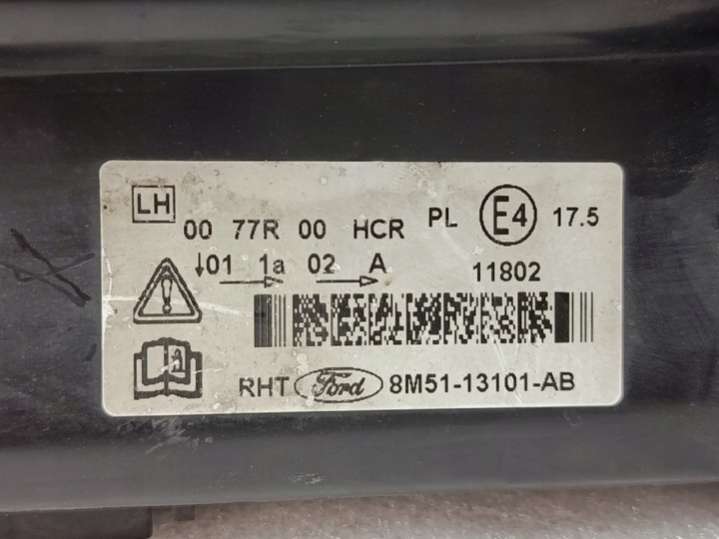 LH
00 77R 00 HCR PL E4 17.5
↓01 1a 02 A 11802
RHT Ford 8M51-13101-AB